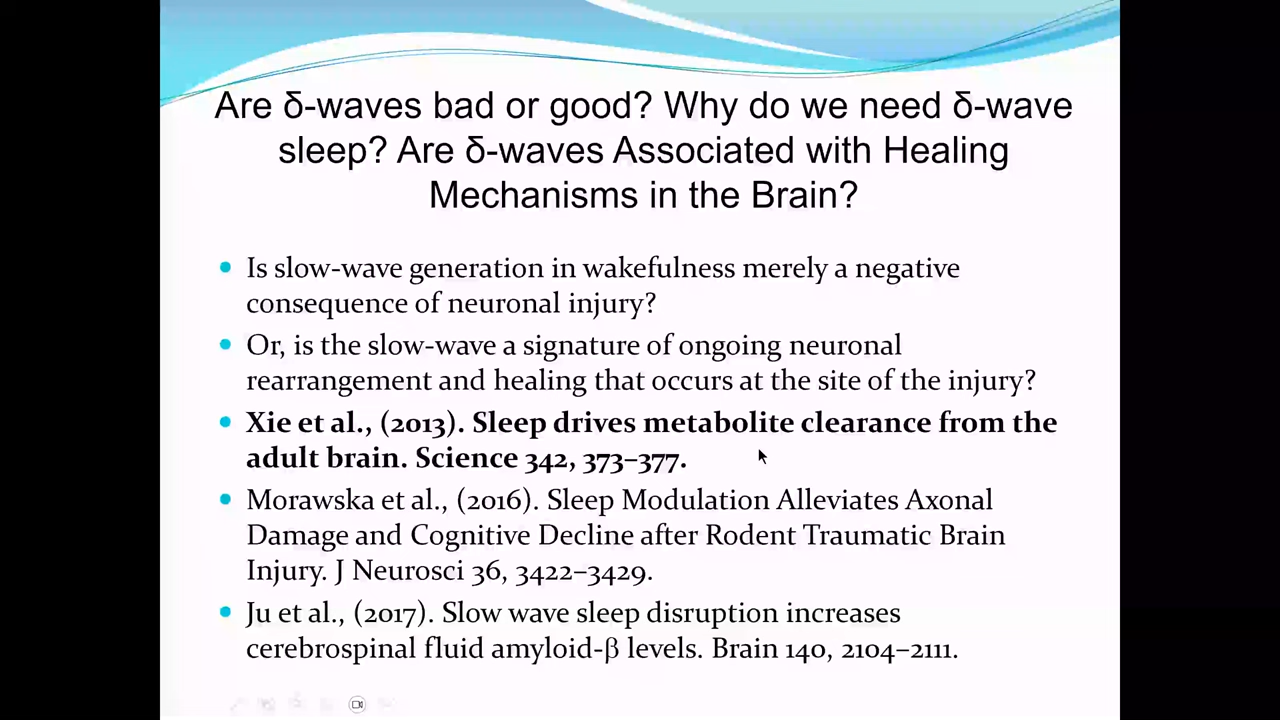 Are δ-waves bad or good? Why do we need δ-wave
sleep? Are δ-waves Associated with Healing
Mechanisms in the Brain?
• Is slow-wave generation in wakefulness merely a negative
consequence of neuronal injury?
• Or, is the slow-wave a signature of ongoing neuronal
rearrangement and healing that occurs at the site of the injury?
• Xie et al., (2013). Sleep drives metabolite clearance from the
adult brain. Science 342, 373–377.
• Morawska et al., (2016). Sleep Modulation Alleviates Axonal
Damage and Cognitive Decline after Rodent Traumatic Brain
Injury. J Neurosci 36, 3422–3429.
• Ju et al., (2017). Slow wave sleep disruption increases
cerebrospinal fluid amyloid-β levels. Brain 140, 2104–2111.